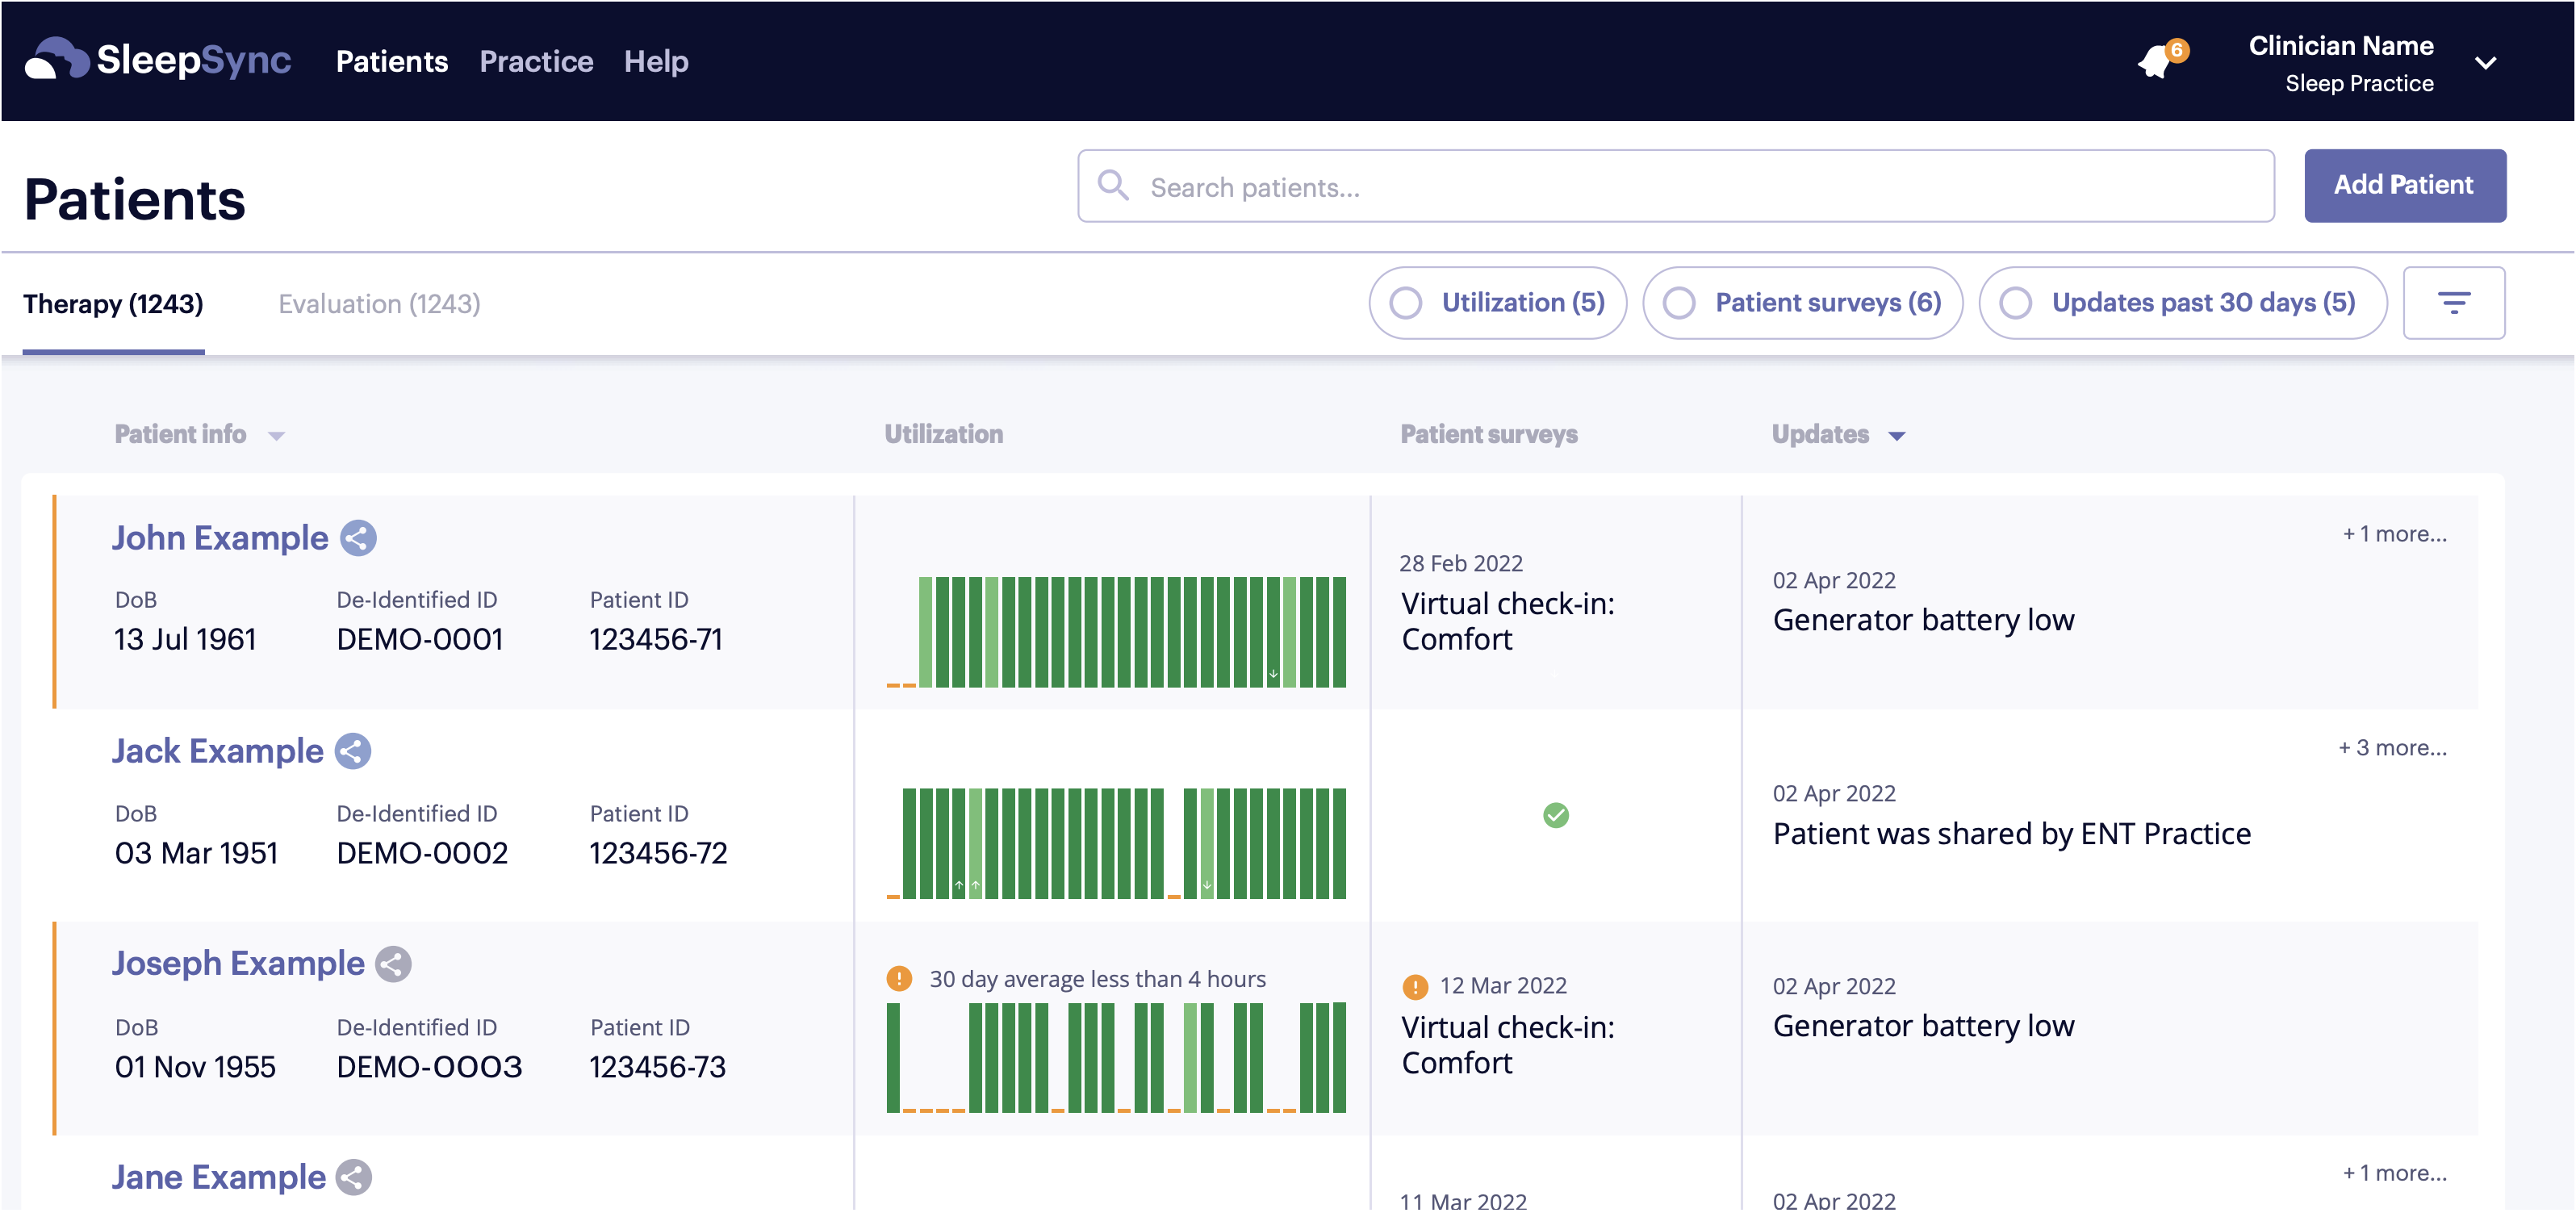 SleepSync Patients Practice Help 6 Clinician Name
Sleep Practice
Patients Search patients... Add Patient
Therapy (1243) Evaluation (1243) Utilization (5) Patient surveys (6) Updates past 30 days (5)
Patient info Utilization Patient surveys Updates
John Example
+ 1 more...
DoB De-Identified ID Patient ID
13 Jul 1961 DEMO-0001 123456-71
28 Feb 2022
Virtual check-in:
Comfort
02 Apr 2022
Generator battery low
Jack Example
+ 3 more...
DoB De-Identified ID Patient ID
03 Mar 1951 DEMO-0002 123456-72
02 Apr 2022
Patient was shared by ENT Practice
Joseph Example
DoB De-Identified ID Patient ID
01 Nov 1955 DEMO-0003 123456-73
30 day average less than 4 hours
12 Mar 2022
Virtual check-in:
Comfort
02 Apr 2022
Generator battery low
Jane Example
+ 1 more...
11 Mar 2022
02 Apr 2022